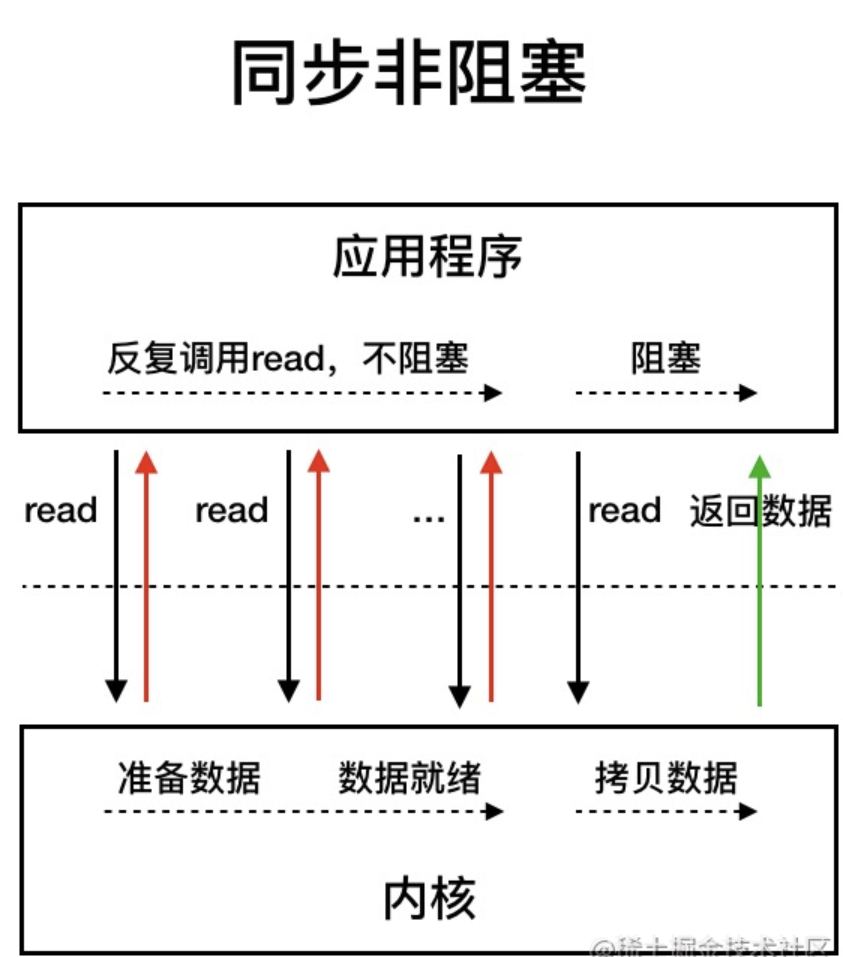 同步非阻塞
应用程序
反复调用read，不阻塞 阻塞
read read ... read 返回数据
准备数据 数据就绪 拷贝数据
内核
@稀土掘金技术社区